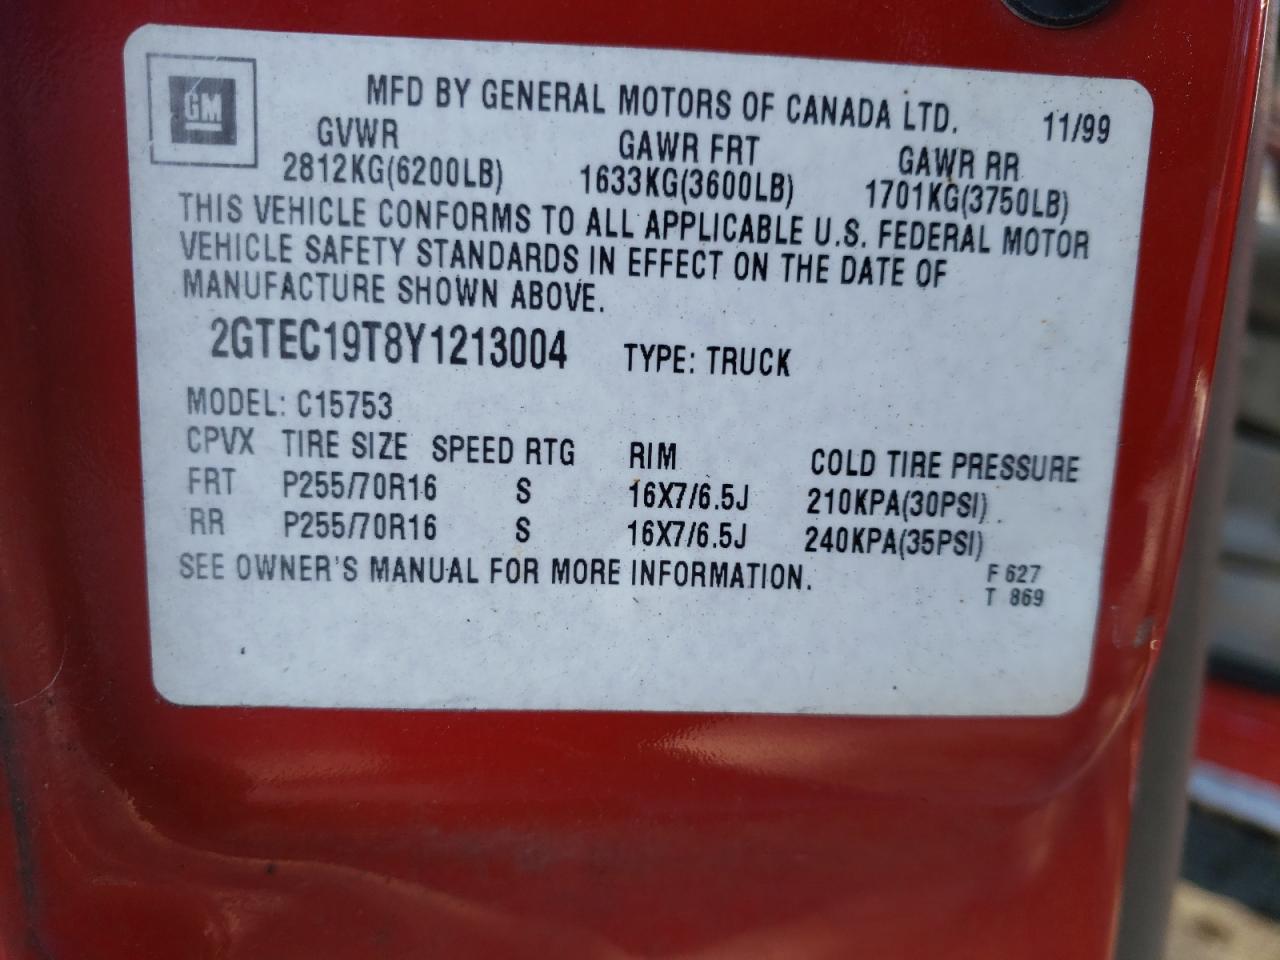 GM
MFD BY GENERAL MOTORS OF CANADA LTD. 11/99
GVWR GAWR FRT GAWR RR
2812KG(6200LB) 1633KG(3600LB) 1701KG(3750LB)
THIS VEHICLE CONFORMS TO ALL APPLICABLE U.S. FEDERAL MOTOR
VEHICLE SAFETY STANDARDS IN EFFECT ON THE DATE OF
MANUFACTURE SHOWN ABOVE.
2GTEC19T8Y1213004 TYPE: TRUCK
MODEL: C15753
CPVX TIRE SIZE SPEED RTG RIM COLD TIRE PRESSURE
FRT P255/70R16 S 16X7/6.5J 210KPA(30PSI)
RR P255/70R16 S 16X7/6.5J 240KPA(35PSI)
SEE OWNER'S MANUAL FOR MORE INFORMATION. F 627
T 869